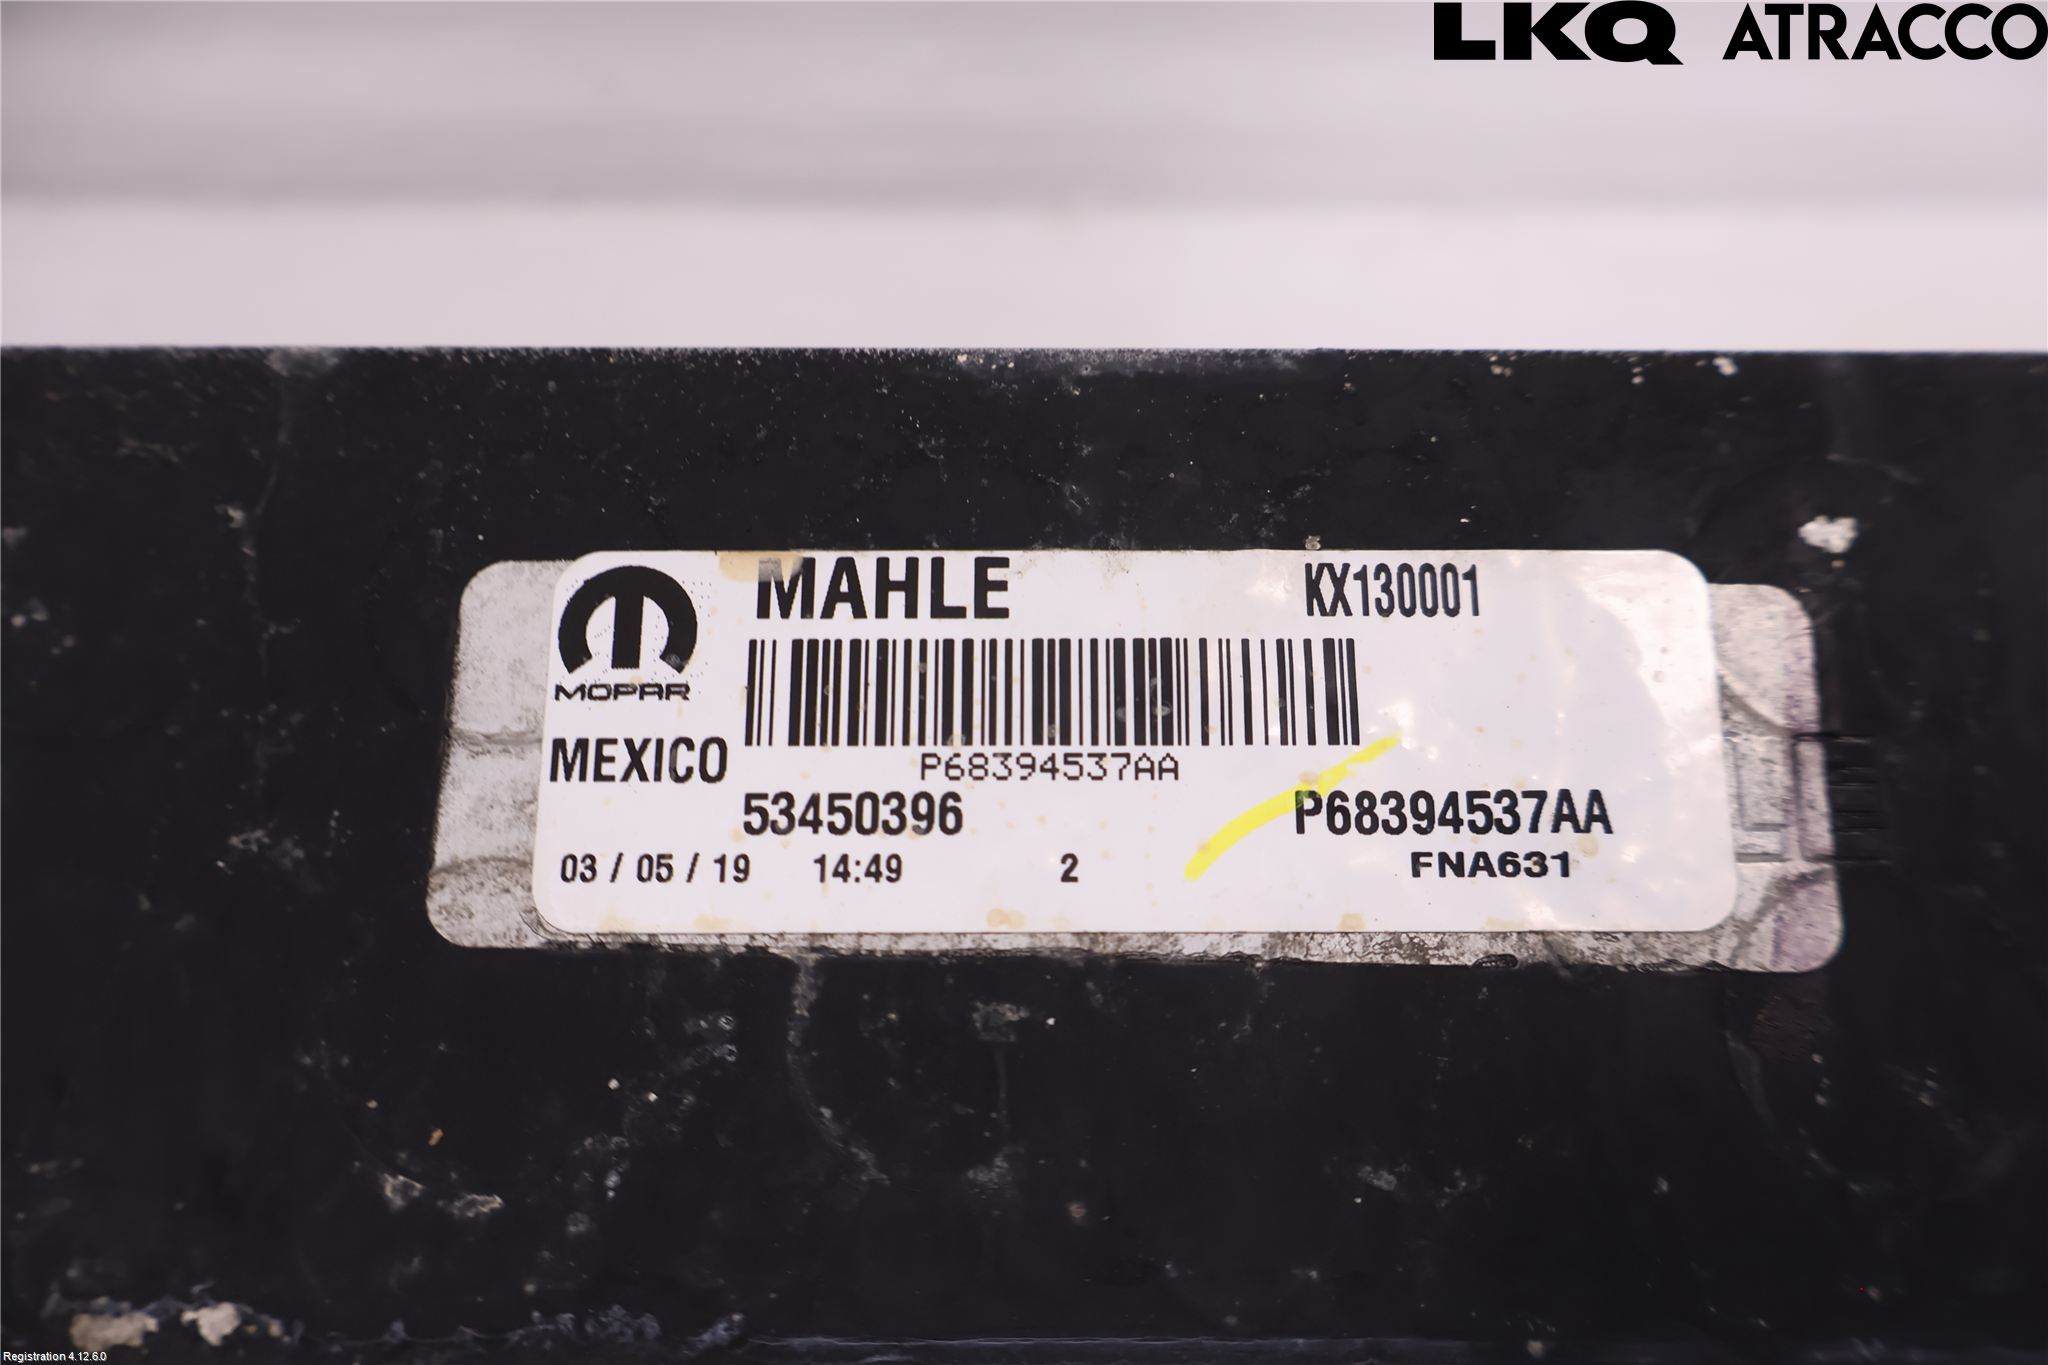 LKQ ATRACCO
MAHLE KX130001
MOPAR
P68394537AA
MEXICO
53450396 P68394537AA
03 / 05 / 19 14:49 2 FNA631
Registration 4.12.6.0